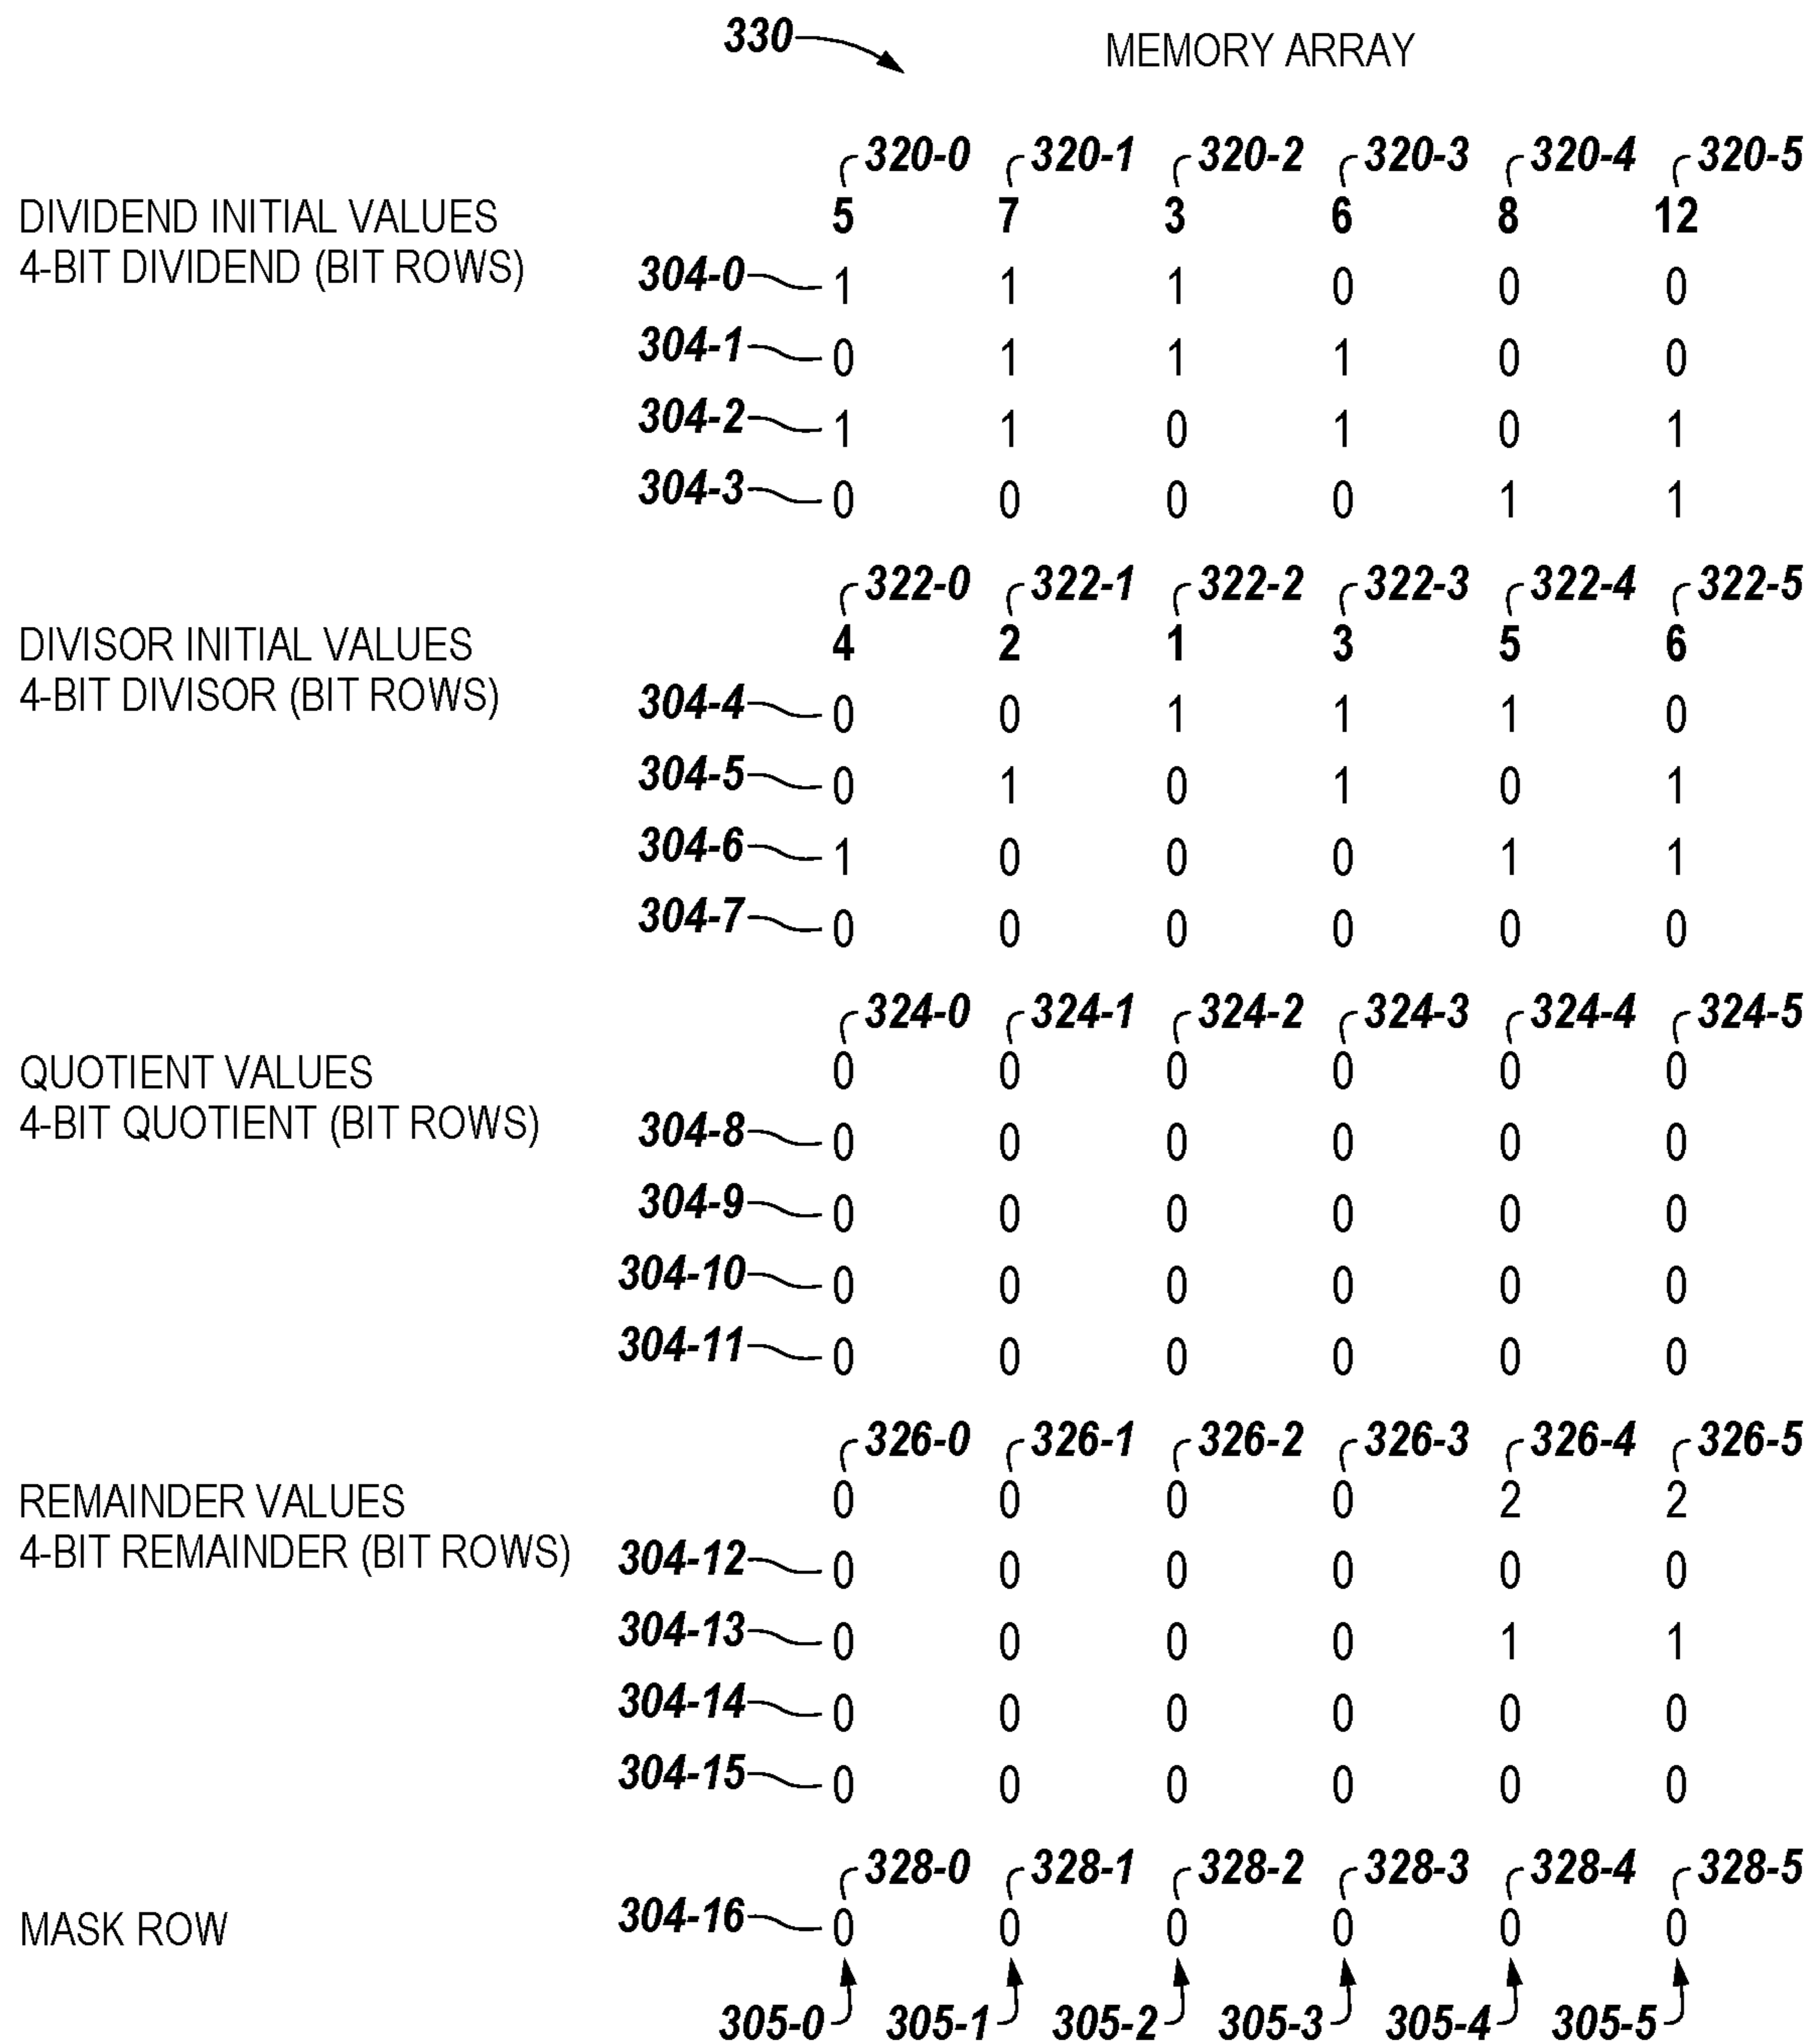 330 MEMORY ARRAY
320-0 320-1 320-2 320-3 320-4 320-5
DIVIDEND INITIAL VALUES 5 7 3 6 8 12
4-BIT DIVIDEND (BIT ROWS) 304-0 1 1 1 0 0 0
304-1 0 1 1 1 0 0
304-2 1 1 0 1 0 1
304-3 0 0 0 0 1 1
322-0 322-1 322-2 322-3 322-4 322-5
DIVISOR INITIAL VALUES 4 2 1 3 5 6
4-BIT DIVISOR (BIT ROWS) 304-4 0 0 1 1 1 0
304-5 0 1 0 1 0 1
304-6 1 0 0 0 1 1
304-7 0 0 0 0 0 0
324-0 324-1 324-2 324-3 324-4 324-5
QUOTIENT VALUES 0 0 0 0 0 0
4-BIT QUOTIENT (BIT ROWS) 304-8 0 0 0 0 0 0
304-9 0 0 0 0 0 0
304-10 0 0 0 0 0 0
304-11 0 0 0 0 0 0
326-0 326-1 326-2 326-3 326-4 326-5
REMAINDER VALUES 0 0 0 0 2 2
4-BIT REMAINDER (BIT ROWS) 304-12 0 0 0 0 0 0
304-13 0 0 0 0 1 1
304-14 0 0 0 0 0 0
304-15 0 0 0 0 0 0
328-0 328-1 328-2 328-3 328-4 328-5
MASK ROW 304-16 0 0 0 0 0 0
305-0 305-1 305-2 305-3 305-4 305-5